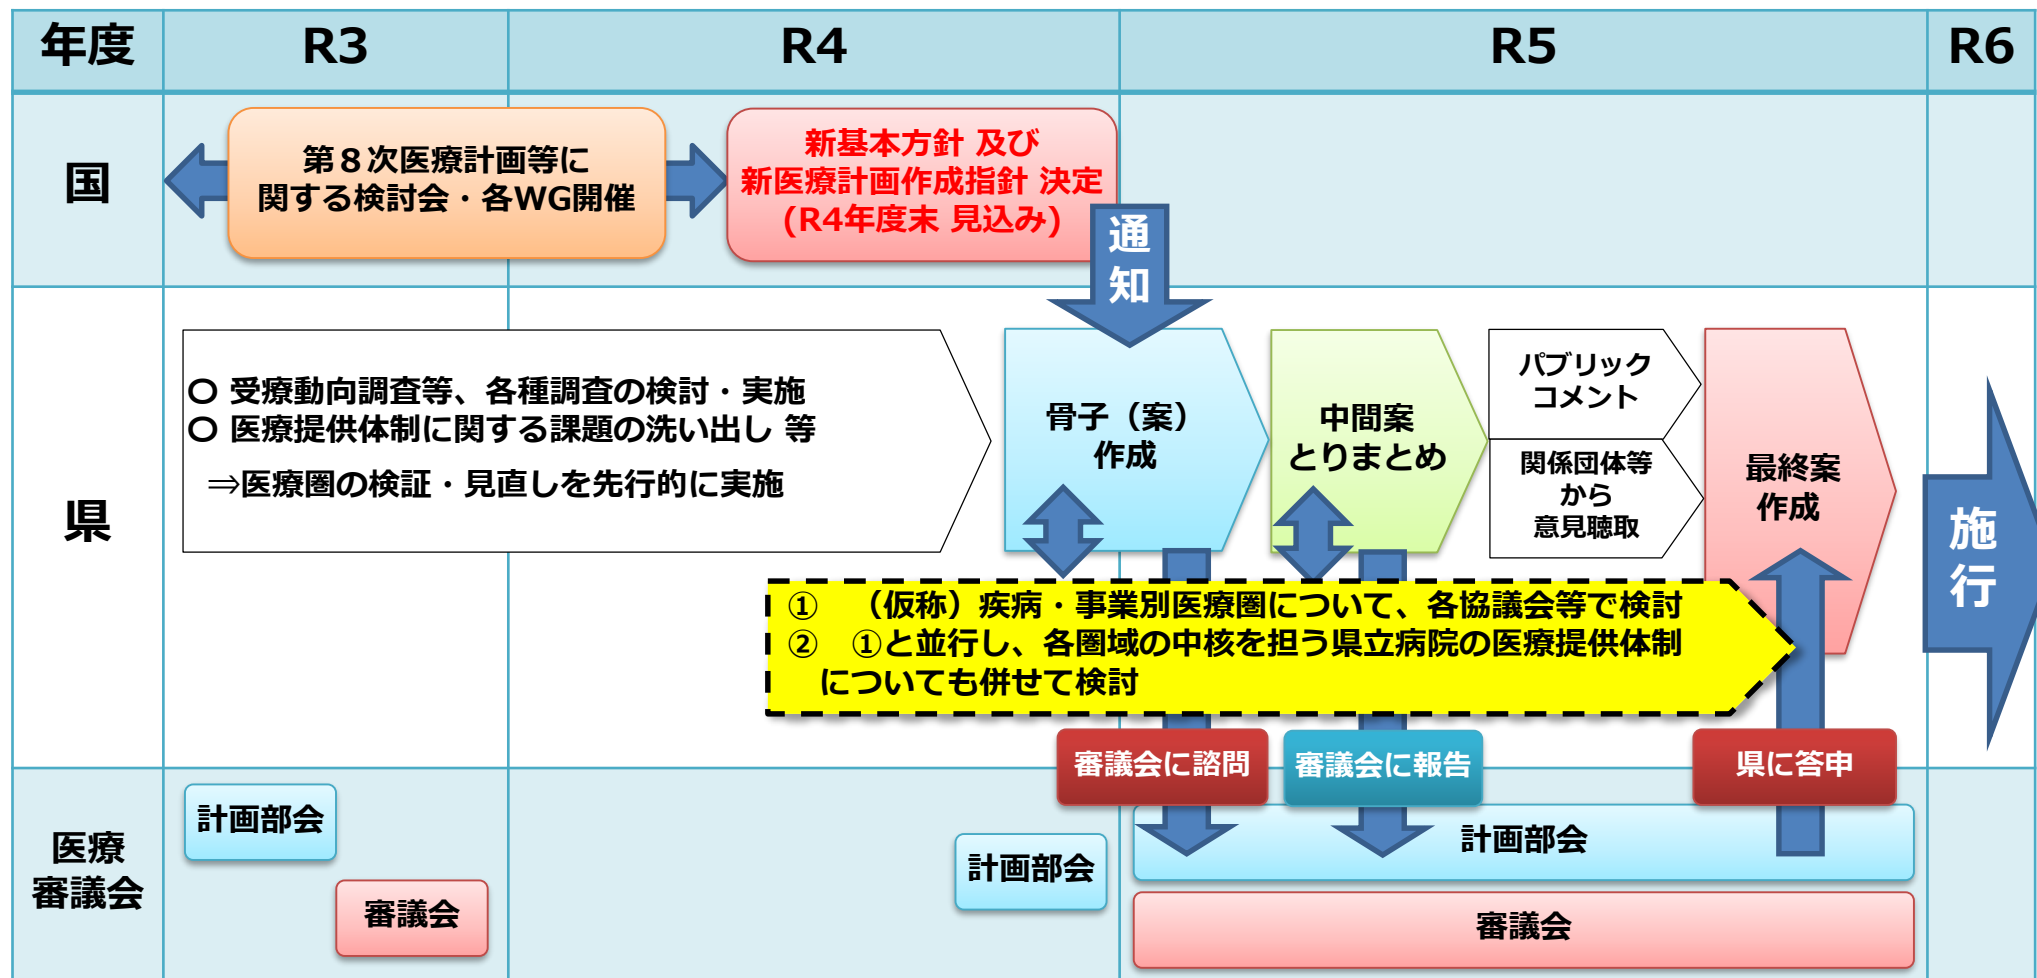 年度
R3
R4
R5
R6
国
第８次医療計画等に
関する検討会・各WG開催
新基本方針 及び
新医療計画作成指針 決定
(R4年度末 見込み)
通
知
県
〇 受療動向調査等、各種調査の検討・実施
〇 医療提供体制に関する課題の洗い出し 等
⇒医療圏の検証・見直しを先行的に実施
骨子（案）
作成
中間案
とりまとめ
パブリック
コメント
関係団体等
から
意見聴取
最終案
作成
施
行
① （仮称）疾病・事業別医療圏について、各協議会等で検討
② ①と並行し、各圏域の中核を担う県立病院の医療提供体制
についても併せて検討
審議会に諮問
審議会に報告
県に答申
医療
審議会
計画部会
審議会
計画部会
計画部会
審議会